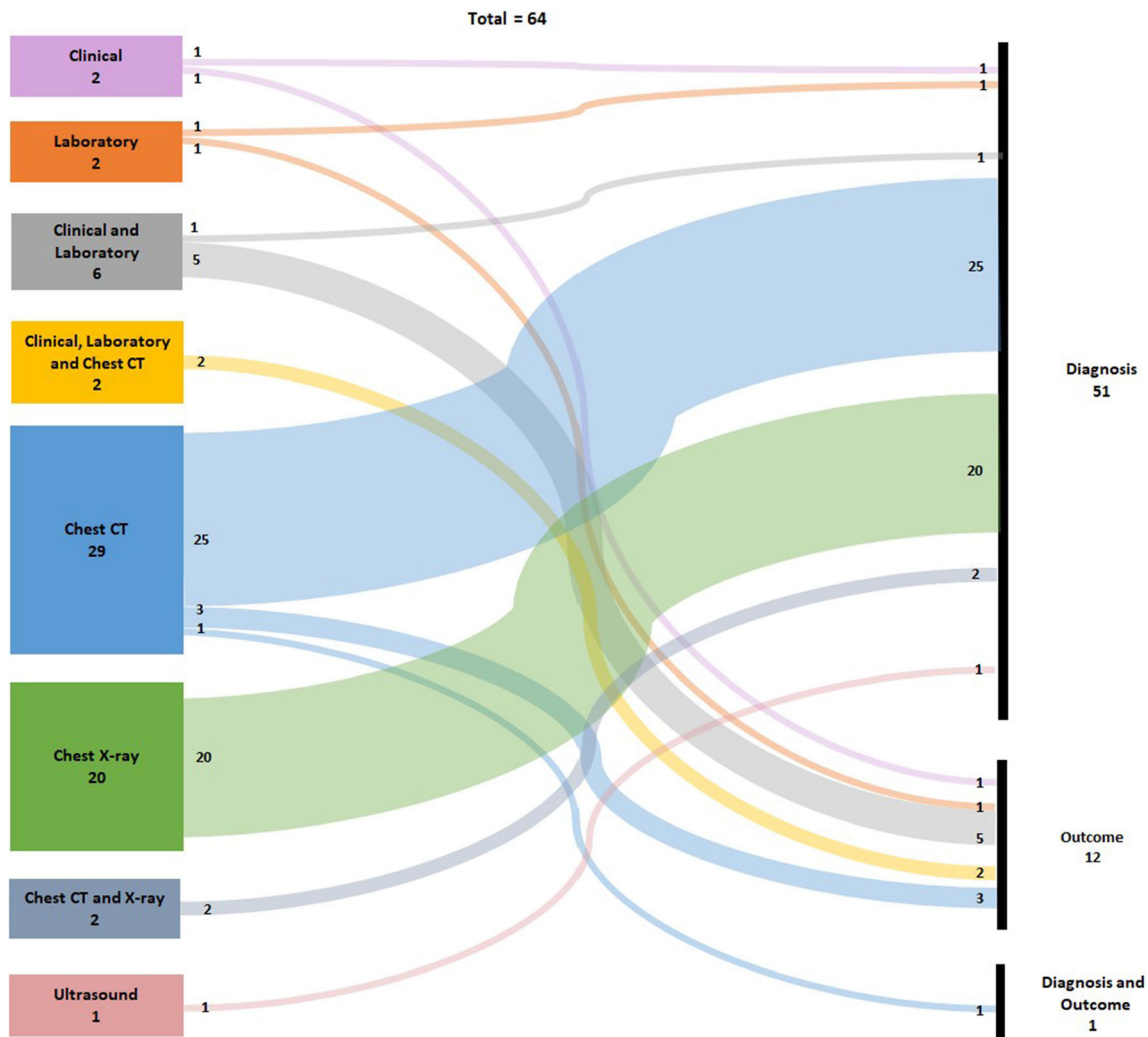 Total = 64
Clinical
2
1
1
Laboratory
2
1
1
Clinical and
Laboratory
6
1
5
Clinical, Laboratory
and Chest CT
2
2
Chest CT
29
25
3
1
Chest X-ray
20
20
Chest CT and X-ray
2
2
Ultrasound
1
1
1
1
1
25
20
2
1
Diagnosis
51
1
1
5
2
3
Outcome
12
1
Diagnosis and
Outcome
1